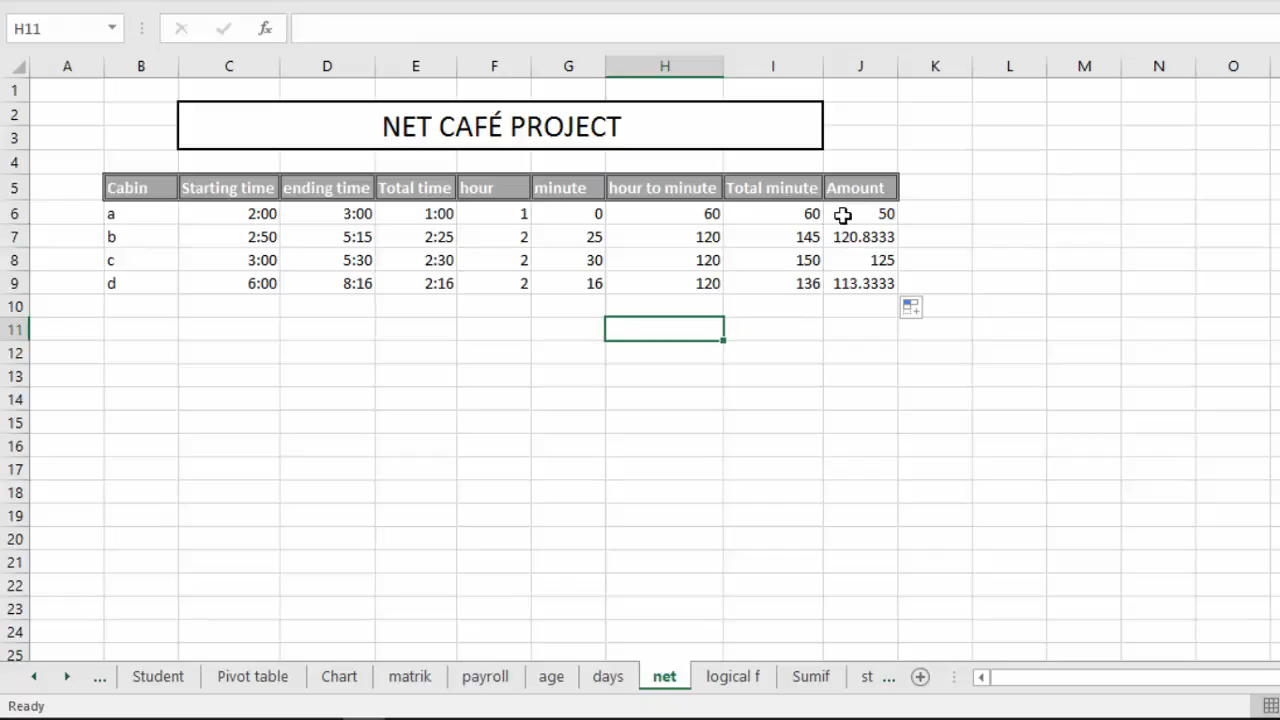 H11 fx
A B C D E F G H I J K L M N O
1
2 NET CAFÉ PROJECT
3
4
5 Cabin Starting time ending time Total time hour minute hour to minute Total minute Amount
6 a 2:00 3:00 1:00 1 0 60 60 50
7 b 2:50 5:15 2:25 2 25 120 145 120.8333
8 c 3:00 5:30 2:30 2 30 120 150 125
9 d 6:00 8:16 2:16 2 16 120 136 113.3333
10
11
12
13
14
15
16
17
18
19
20
21
22
23
24
25
... Student Pivot table Chart matrik payroll age days net logical f Sumif st ...
Ready